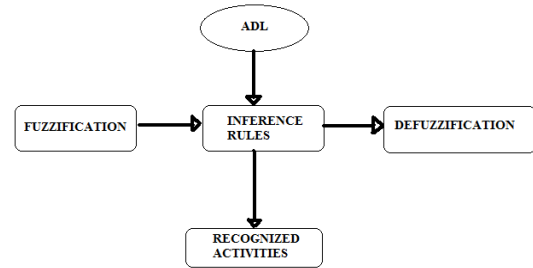 ADL
FUZZIFICATION
INFERENCE
RULES
DEFUZZIFICATION
RECOGNIZED
ACTIVITIES